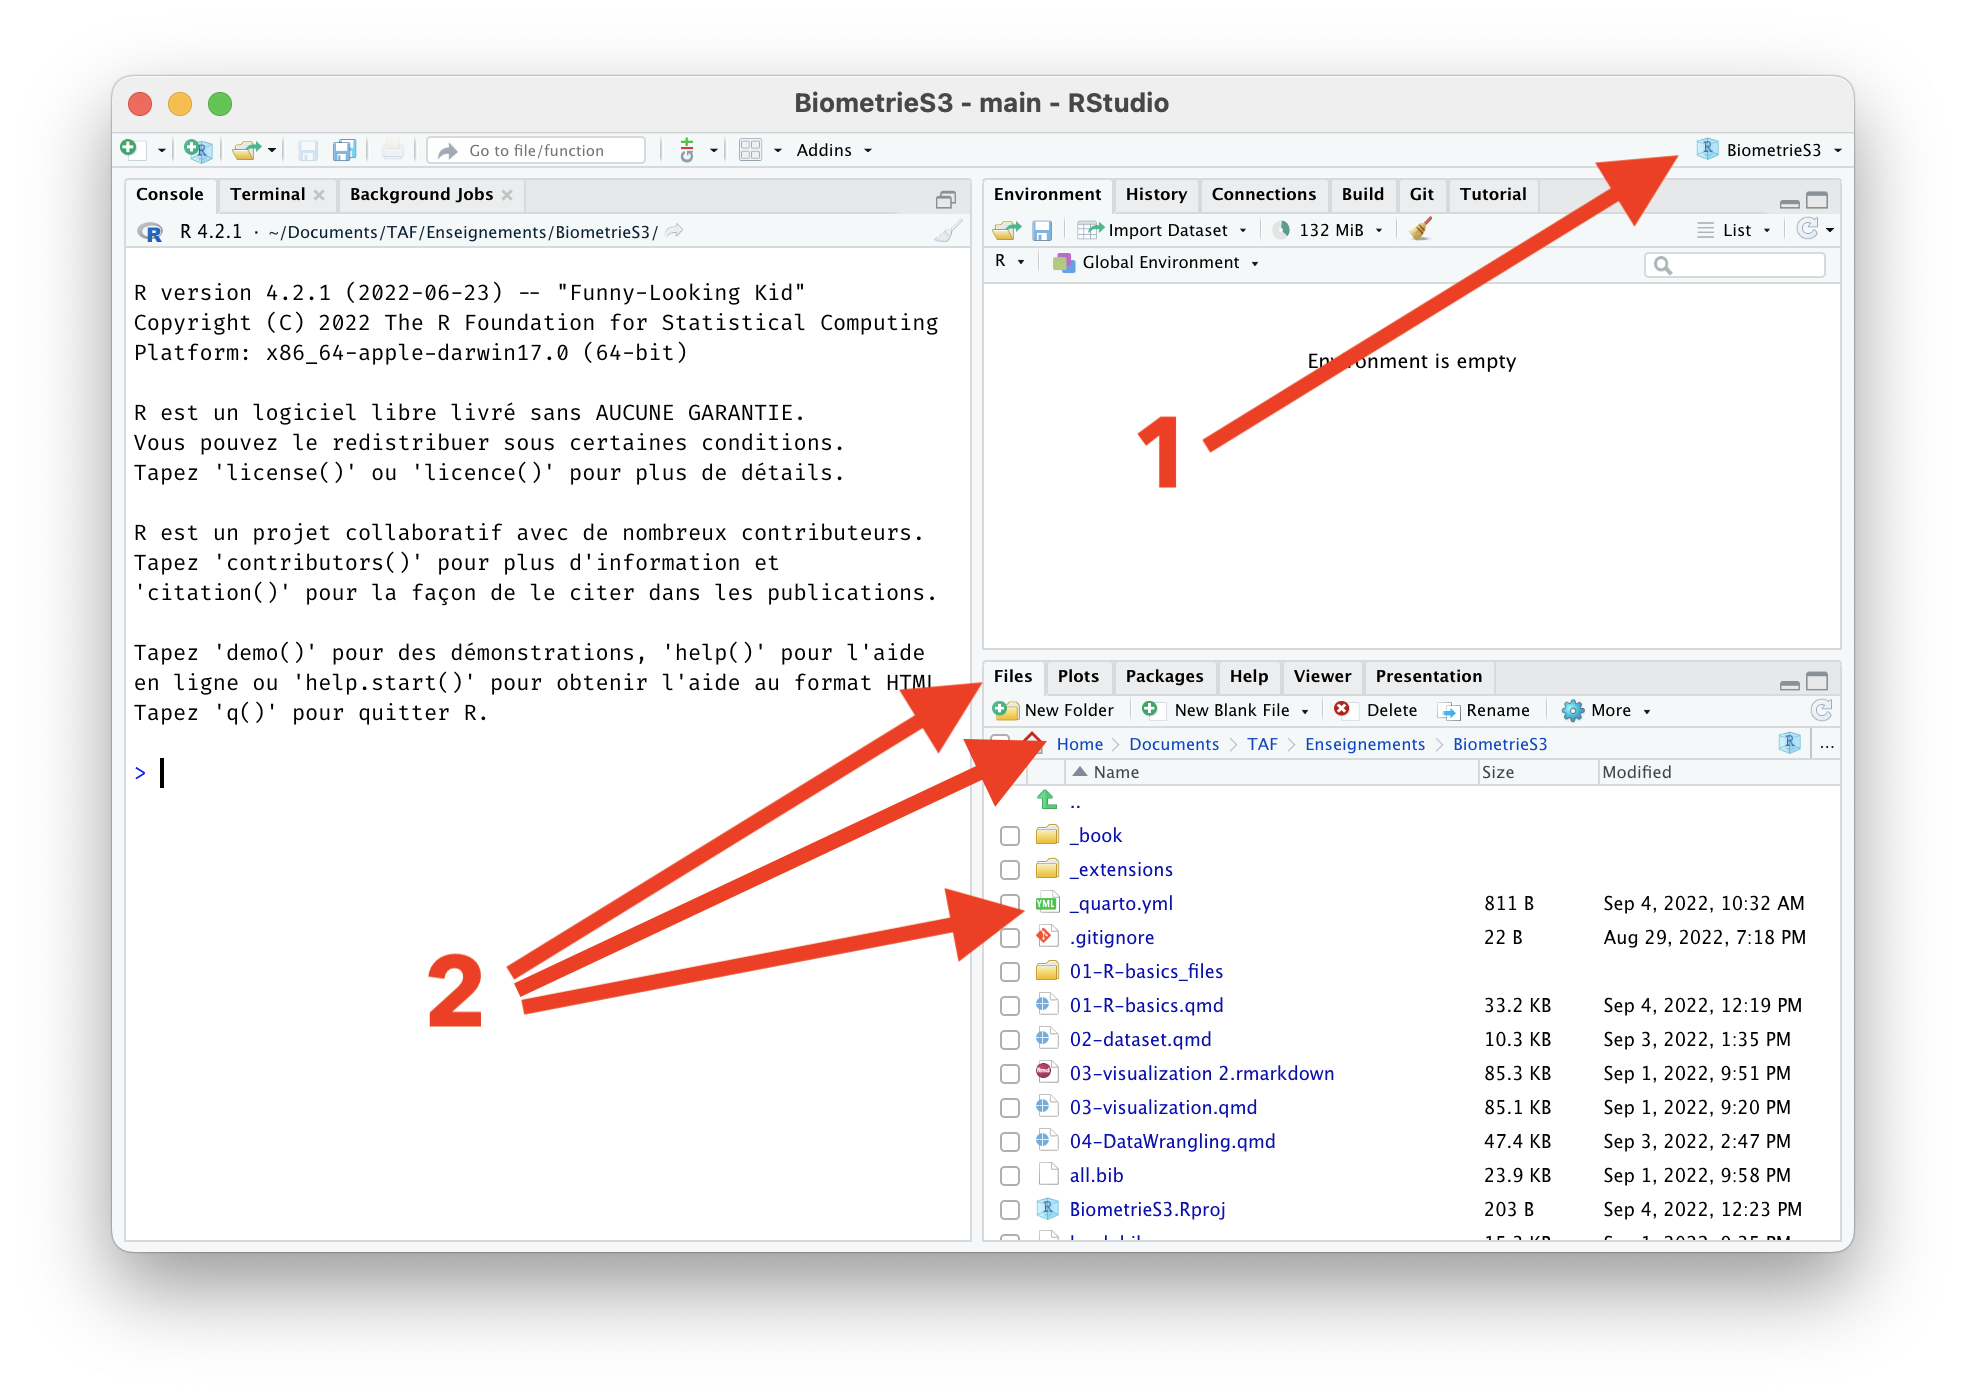 BiometrieS3 - main - RStudio
Go to file/function
Addins
BiometrieS3
Console Terminal Background Jobs
R 4.2.1 · ~/Documents/TAF/Enseignements/BiometrieS3/
R version 4.2.1 (2022-06-23) -- "Funny-Looking Kid"
Copyright (C) 2022 The R Foundation for Statistical Computing
Platform: x86_64-apple-darwin17.0 (64-bit)
R est un logiciel libre livré sans AUCUNE GARANTIE.
Vous pouvez le redistribuer sous certaines conditions.
Tapez 'license()' ou 'licence()' pour plus de détails.
R est un projet collaboratif avec de nombreux contributeurs.
Tapez 'contributors()' pour plus d'information et
'citation()' pour la façon de le citer dans les publications.
Tapez 'demo()' pour des démonstrations, 'help()' pour l'aide
en ligne ou 'help.start()' pour obtenir l'aide au format HTML
Tapez 'q()' pour quitter R.
>
2
Environment History Connections Build Git Tutorial
Import Dataset 132 MiB List
R Global Environment
Environment is empty
1
Files Plots Packages Help Viewer Presentation
New Folder New Blank File Delete Rename More
Home Documents TAF Enseignements BiometrieS3 ...
Name Size Modified
..
_book
_extensions
_quarto.yml 811 B Sep 4, 2022, 10:32 AM
.gitignore 22 B Aug 29, 2022, 7:18 PM
01-R-basics_files
01-R-basics.qmd 33.2 KB Sep 4, 2022, 12:19 PM
02-dataset.qmd 10.3 KB Sep 3, 2022, 1:35 PM
03-visualization 2.rmarkdown 85.3 KB Sep 1, 2022, 9:51 PM
03-visualization.qmd 85.1 KB Sep 1, 2022, 9:20 PM
04-DataWrangling.qmd 47.4 KB Sep 3, 2022, 2:47 PM
all.bib 23.9 KB Sep 1, 2022, 9:58 PM
BiometrieS3.Rproj 203 B Sep 4, 2022, 12:23 PM